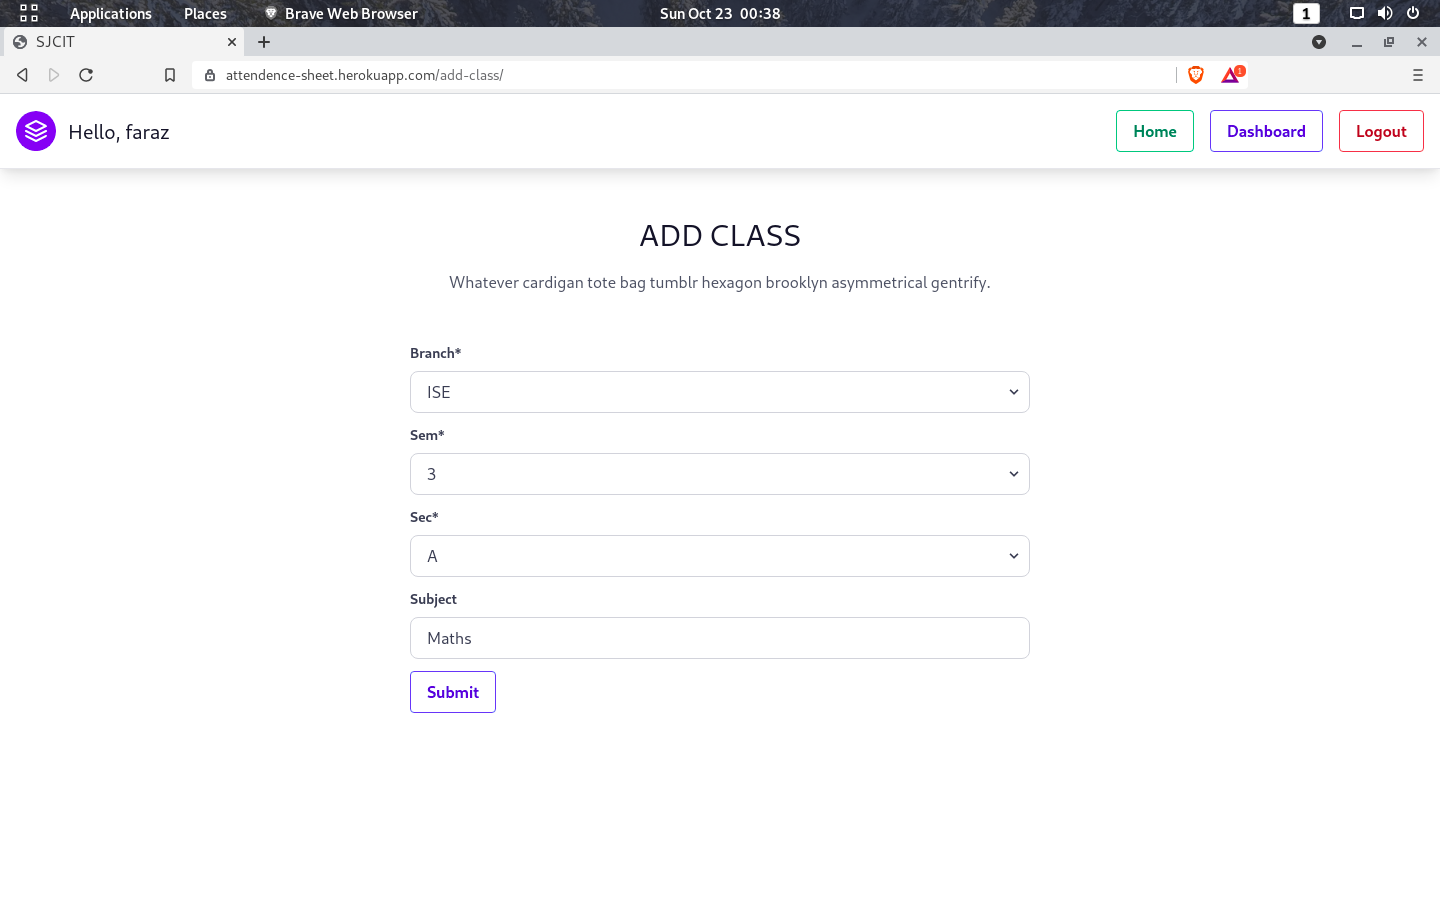 Applications Places Brave Web Browser Sun Oct 23 00:38 1
SJCIT
attendence-sheet.herokuapp.com/add-class/ 1
Hello, faraz Home Dashboard Logout
ADD CLASS
Whatever cardigan tote bag tumblr hexagon brooklyn asymmetrical gentrify.
Branch*
ISE
Sem*
3
Sec*
A
Subject
Maths
Submit